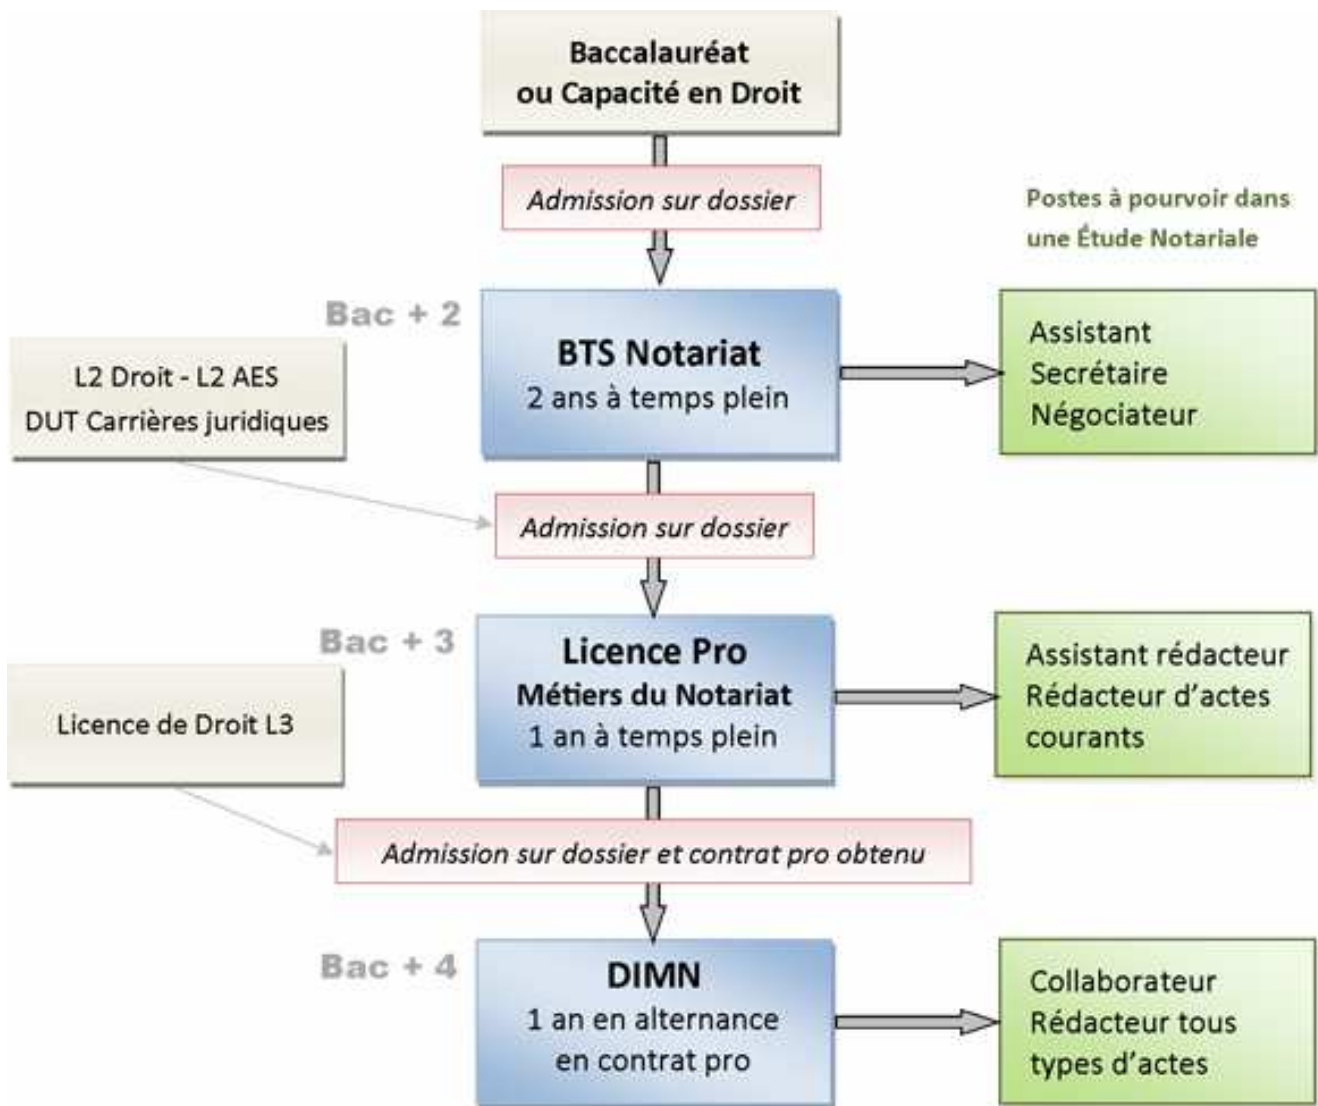 Baccalauréat
ou Capacité en Droit
Admission sur dossier
Postes à pourvoir dans
une Étude Notariale
Bac + 2
BTS Notariat
2 ans à temps plein
Assistant
Secrétaire
Négociateur
L2 Droit - L2 AES
DUT Carrières juridiques
Admission sur dossier
Bac + 3
Licence Pro
Métiers du Notariat
1 an à temps plein
Assistant rédacteur
Rédacteur d'actes
courants
Licence de Droit L3
Admission sur dossier et contrat pro obtenu
Bac + 4
DIMN
1 an en alternance
en contrat pro
Collaborateur
Rédacteur tous
types d'actes